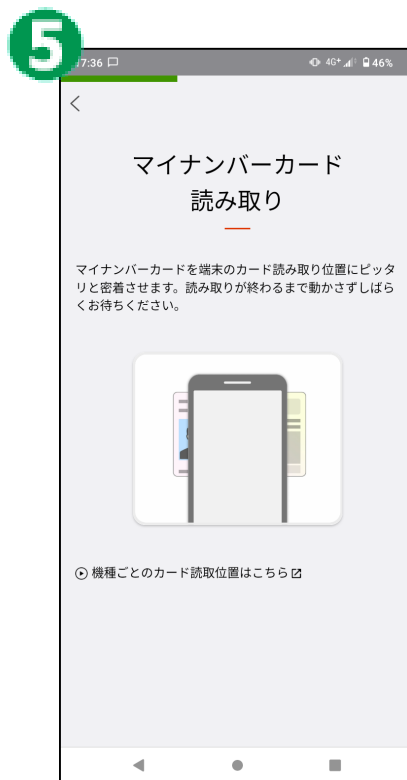 5
17:36
4G+ 46%
マイナンバーカード
読み取り
マイナンバーカードを端末のカード読み取り位置にピッタ
リと密着させます。読み取りが終わるまで動かさずしばら
くお待ちください。
機種ごとのカード読取位置はこちら